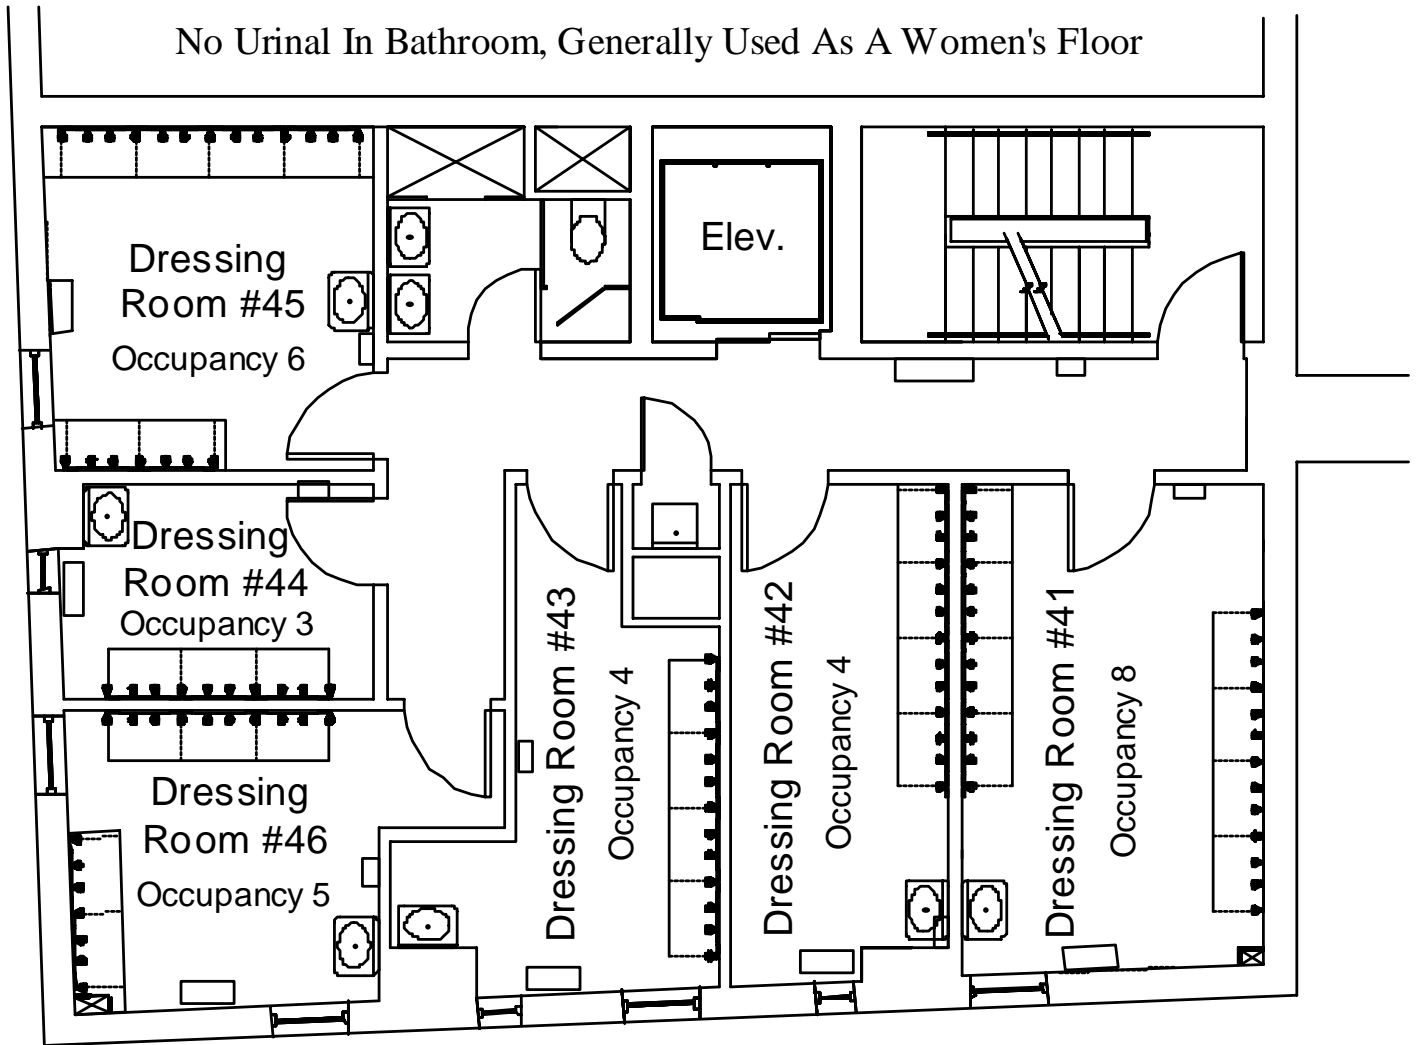 No Urinal In Bathroom, Generally Used As A Women's Floor
Elev.
Dressing
Room #45
Occupancy 6
Dressing
Room #44
Occupancy 3
Dressing
Room #46
Occupancy 5
Dressing Room #43
Occupancy 4
Dressing Room #42
Occupancy 4
Dressing Room #41
Occupancy 8